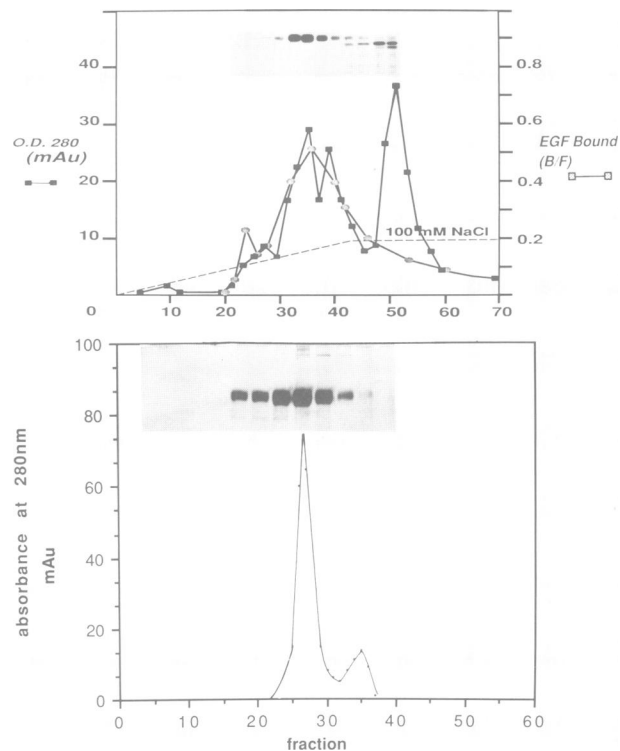 40
30
20
10
0
O.D. 280
(mAu)
0.8
0.6
0.4
0.2
0.0
EGF Bound
(B/F)
100 mM NaCl
10 20 30 40 50 60 70
100
80
60
40
20
0
absorbance at 280nm
mAu
0 10 20 30 40 50 60
fraction